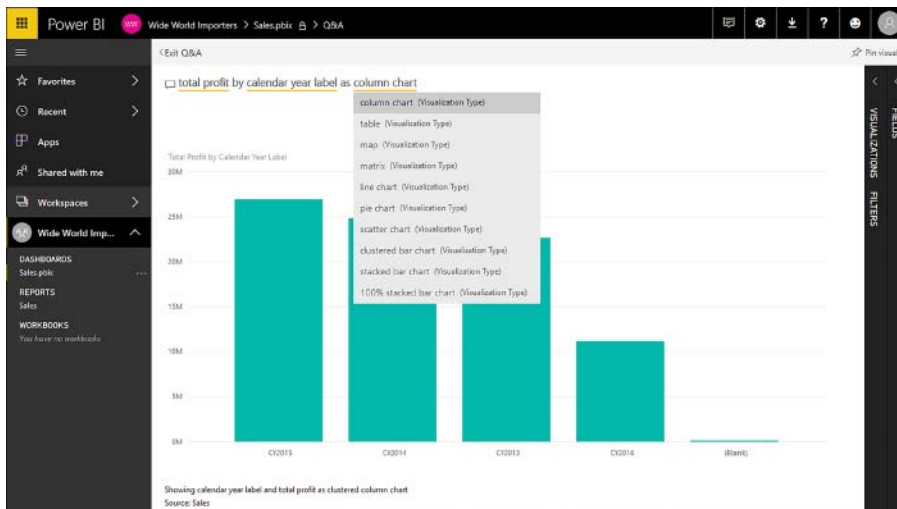 Power BI
WWI
Wide World Importers > Sales.pbix > Q&A
?
<Exit Q&A
Pin visual
Favorites
Recent
Apps
Shared with me
Workspaces
Wide World Imp...
DASHBOARDS
Sales.pbix
...
REPORTS
Sales
WORKBOOKS
You have no workbooks
total profit by calendar year label as column chart
column chart (Visualization Type)
table (Visualization Type)
map (Visualization Type)
matrix (Visualization Type)
line chart (Visualization Type)
pie chart (Visualization Type)
scatter chart (Visualization Type)
clustered bar chart (Visualization Type)
stacked bar chart (Visualization Type)
100% stacked bar chart (Visualization Type)
Total Profit by Calendar Year Label
30M
25M
20M
15M
10M
5M
0M
CY2015
CY2014
CY2013
CY2016
(Blank)
Showing calendar year label and total profit as clustered column chart
Source: Sales
VISUALIZATIONS
FILTERS
FIELDS